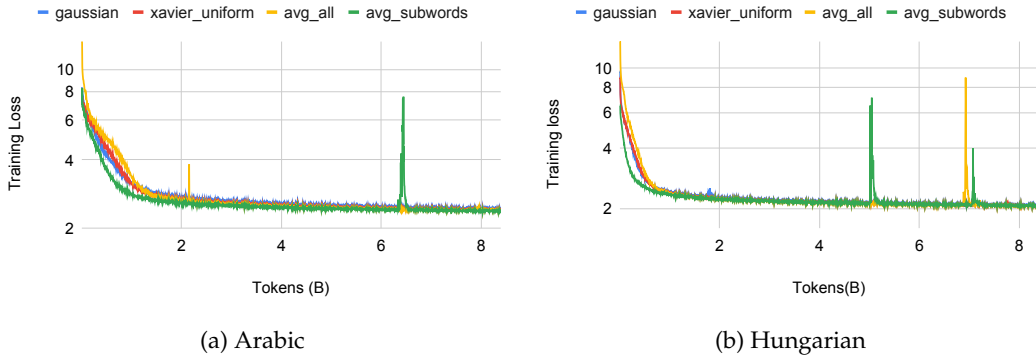 gaussian xavier_uniform avg_all avg_subwords
10
8
6
4
2
Training Loss
2 4 6 8
Tokens (B)
(a) Arabic
gaussian xavier_uniform avg_all avg_subwords
10
8
6
4
2
Training loss
2 4 6 8
Tokens(B)
(b) Hungarian